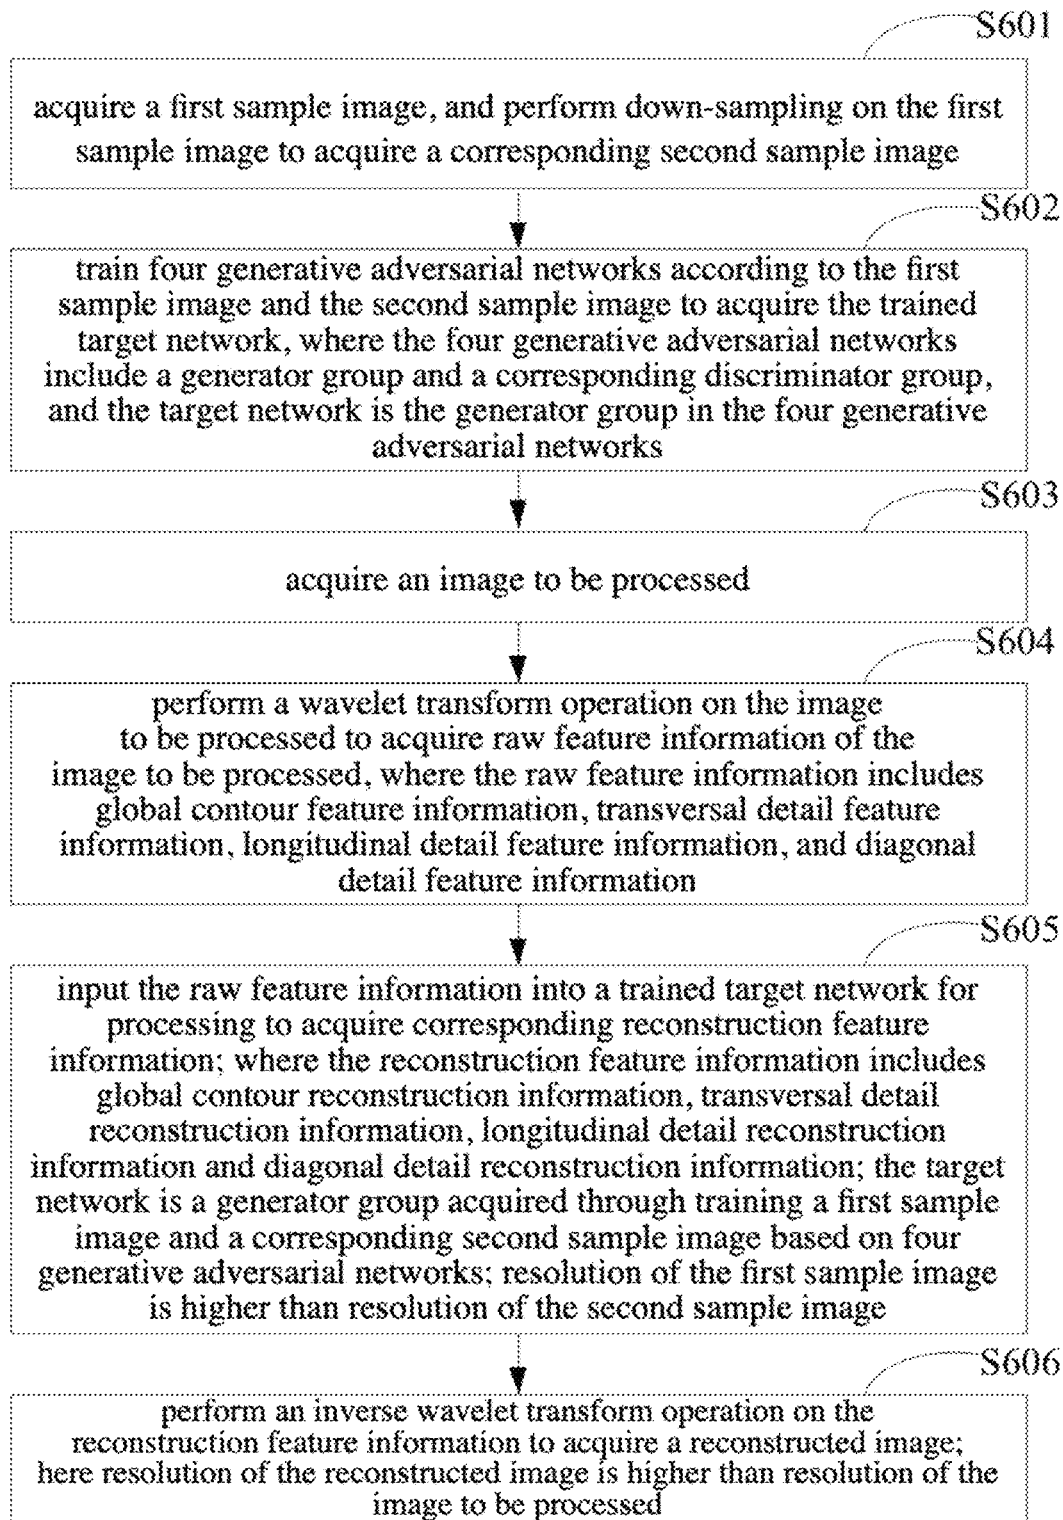 S601
acquire a first sample image, and perform down-sampling on the first
sample image to acquire a corresponding second sample image
S602
train four generative adversarial networks according to the first
sample image and the second sample image to acquire the trained
target network, where the four generative adversarial networks
include a generator group and a corresponding discriminator group,
and the target network is the generator group in the four generative
adversarial networks
S603
acquire an image to be processed
S604
perform a wavelet transform operation on the image
to be processed to acquire raw feature information of the
image to be processed, where the raw feature information includes
global contour feature information, transversal detail feature
information, longitudinal detail feature information, and diagonal
detail feature information
S605
input the raw feature information into a trained target network for
processing to acquire corresponding reconstruction feature
information; where the reconstruction feature information includes
global contour reconstruction information, transversal detail
reconstruction information, longitudinal detail reconstruction
information and diagonal detail reconstruction information; the target
network is a generator group acquired through training a first sample
image and a corresponding second sample image based on four
generative adversarial networks; resolution of the first sample image
is higher than resolution of the second sample image
S606
perform an inverse wavelet transform operation on the
reconstruction feature information to acquire a reconstructed image;
here resolution of the reconstructed image is higher than resolution of the
image to be processed